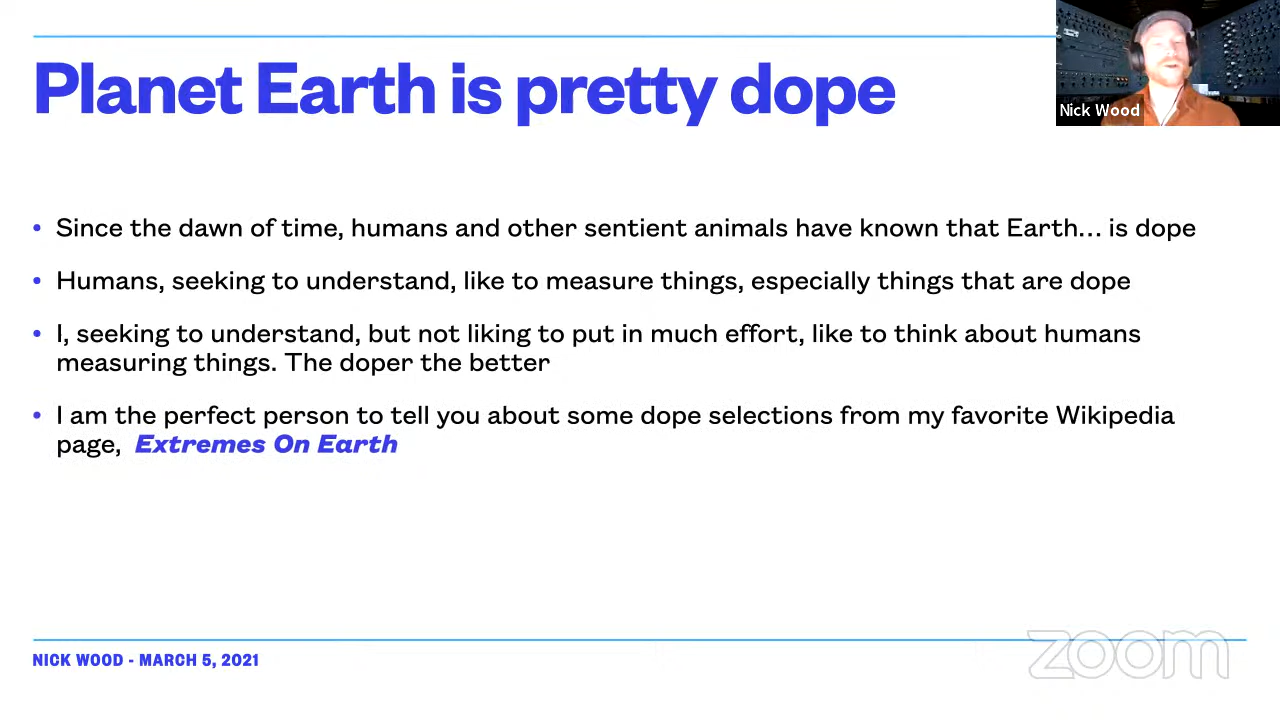 Planet Earth is pretty dope
Nick Wood
• Since the dawn of time, humans and other sentient animals have known that Earth... is dope
• Humans, seeking to understand, like to measure things, especially things that are dope
• I, seeking to understand, but not liking to put in much effort, like to think about humans
measuring things. The doper the better
• I am the perfect person to tell you about some dope selections from my favorite Wikipedia
page, Extremes On Earth
NICK WOOD - MARCH 5, 2021
zoom